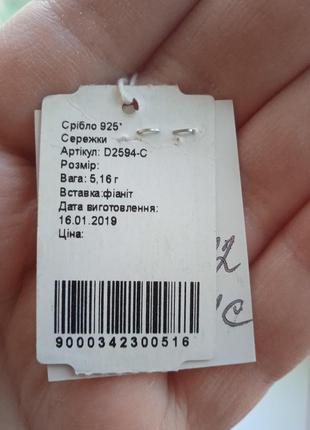 Срібло 925°
Сережки
Артикул: D2594-C
Розмір:
Вага: 5,16 г
Вставка:фіаніт
Дата виготовлення:
16.01.2019
Ціна:
9000342300516